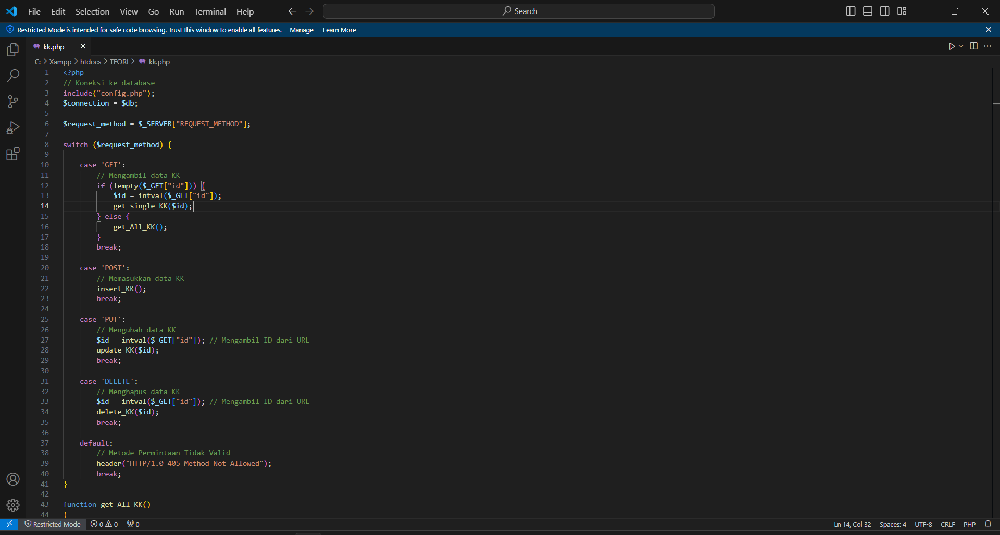 File Edit Selection View Go Run Terminal Help Search
Restricted Mode is intended for safe code browsing. Trust this window to enable all features. Manage Learn More
kk.php
C: > Xampp > htdocs > TEORI > kk.php
1 <?php
2 // Koneksi ke database
3 include("config.php");
4 $connection = $db;
5
6 $request_method = $_SERVER["REQUEST_METHOD"];
7
8 switch ($request_method) {
9
10 case 'GET':
11 // Mengambil data KK
12 if (!empty($_GET["id"])) {
13 $id = intval($_GET["id"]);
14 get_single_KK($id);
15 } else {
16 get_All_KK();
17 }
18 break;
19
20 case 'POST':
21 // Memasukkan data KK
22 insert_KK();
23 break;
24
25 case 'PUT':
26 // Mengubah data KK
27 $id = intval($_GET["id"]); // Mengambil ID dari URL
28 update_KK($id);
29 break;
30
31 case 'DELETE':
32 // Menghapus data KK
33 $id = intval($_GET["id"]); // Mengambil ID dari URL
34 delete_KK($id);
35 break;
36
37 default:
38 // Metode Permintaan Tidak Valid
39 header("HTTP/1.0 405 Method Not Allowed");
40 break;
41 }
42
43 function get_All_KK()
44 {
Restricted Mode 0 0 0 Ln 14, Col 32 Spaces: 4 UTF-8 CRLF PHP